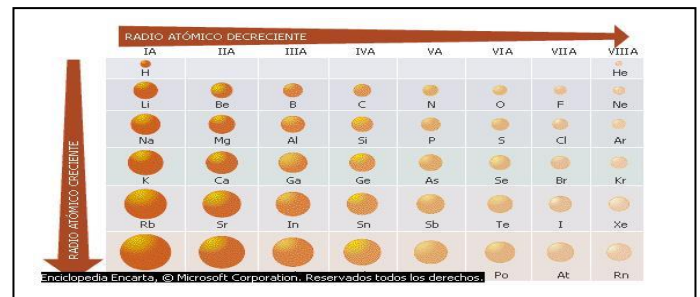 RADIO ATÓMICO DECRECIENTE
IA IIA IIIA IVA VA VIA VIIA VIIIA
RADIO ATÓMICO CRECIENTE
H He
Li Be B C N O F Ne
Na Mg Al Si P S Cl Ar
K Ca Ga Ge As Se Br Kr
Rb Sr In Sn Sb Te I Xe
Po At Rn
Enciclopedia Encarta, © Microsoft Corporation. Reservados todos los derechos.